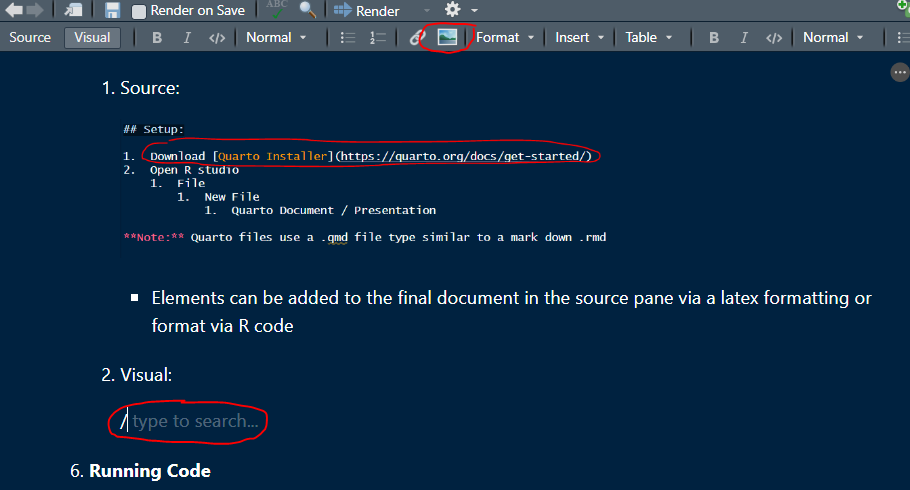 ABC
Render on Save
Render
Source Visual B I </> Normal Format Insert Table B I </> Normal
1. Source:
## Setup:
1. Download [Quarto Installer](https://quarto.org/docs/get-started/)
2. Open R studio
1. File
1. New File
1. Quarto Document / Presentation
**Note:** Quarto files use a .qmd file type similar to a mark down .rmd
▪ Elements can be added to the final document in the source pane via a latex formatting or
format via R code
2. Visual:
/ type to search...
6. Running Code